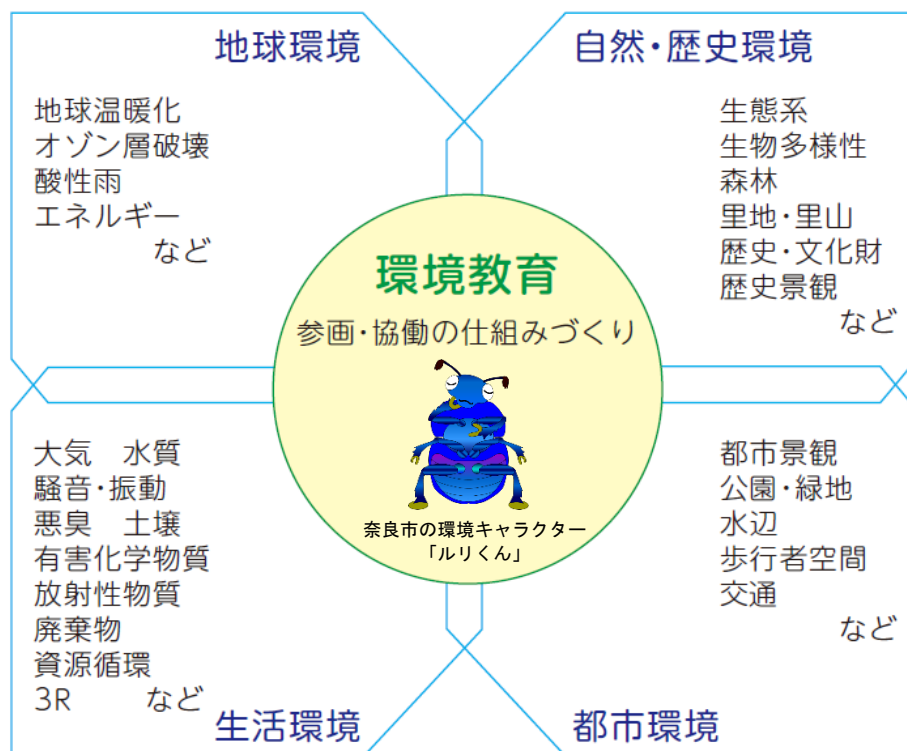 地球環境
地球温暖化
オゾン層破壊
酸性雨
エネルギー
など
自然・歴史環境
生態系
生物多様性
森林
里地・里山
歴史・文化財
歴史景観
など
環境教育
参画・協働の仕組みづくり
奈良市の環境キャラクター
「ルリくん」
大気　水質
騒音・振動
悪臭　土壌
有害化学物質
放射性物質
廃棄物
資源循環
3R　など
生活環境
都市景観
公園・緑地
水辺
歩行者空間
交通
など
都市環境